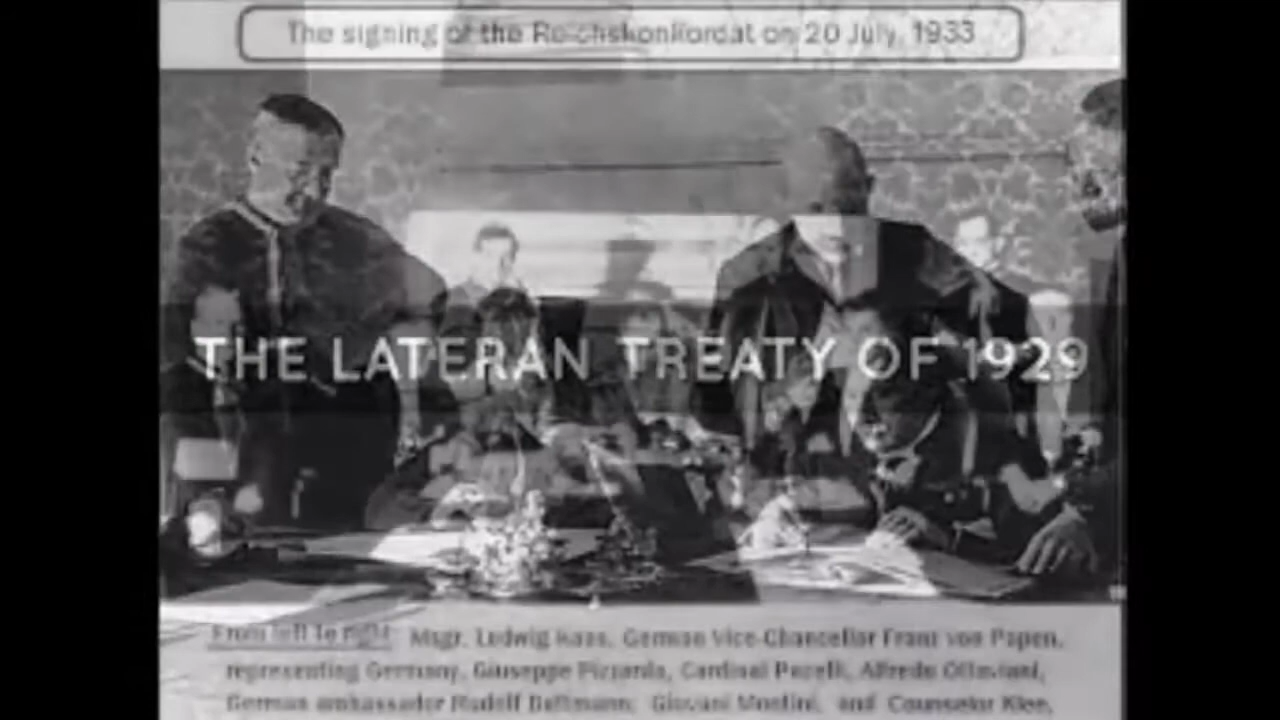 The signing of the Reichskonkordat on 20 July, 1933
THE LATERAN TREATY OF 1929
From left to right: Msgr. Ludwig Kaas, German Vice-Chancellor Franz von Papen,
representing Germany, Giuseppe Pizzardo, Cardinal Pacelli, Alfredo Ottaviani,
German ambassador Rudolf Buttmann, Giovani Montini, and Counselor Klee.